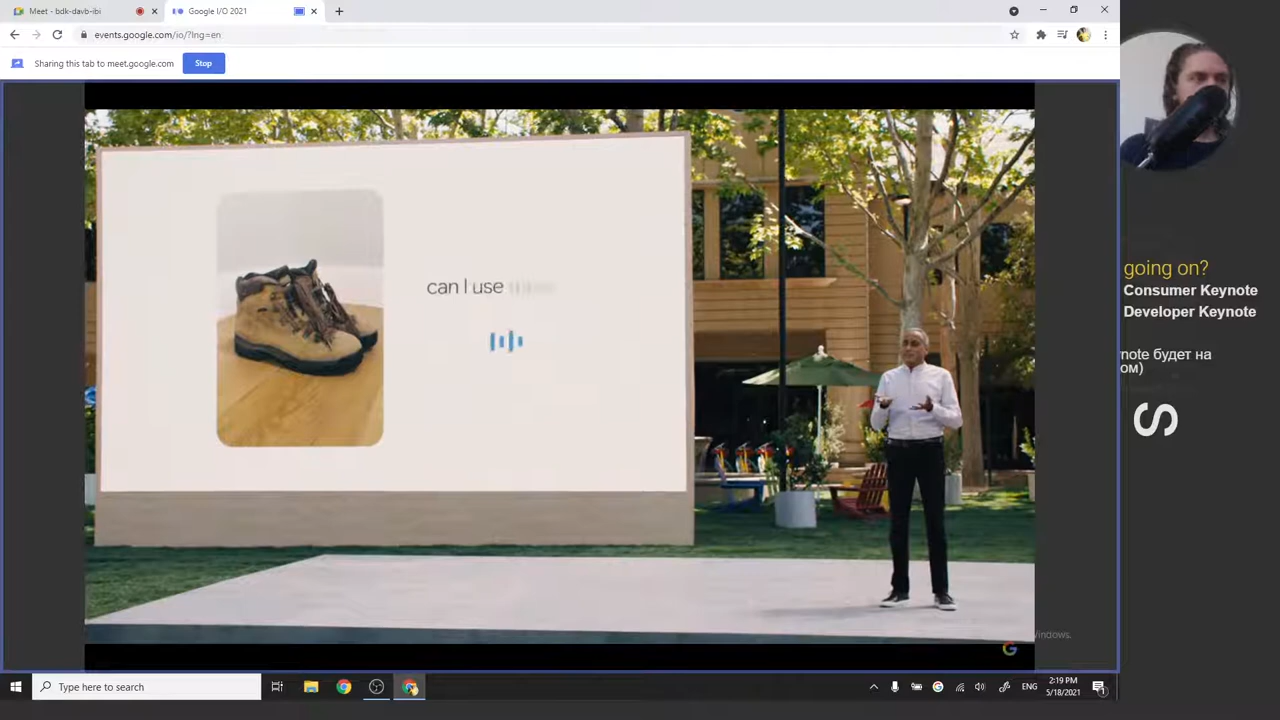 Meet - bdk-davb-ibi
Google I/O 2021
events.google.com/io/?lng=en
Sharing this tab to meet.google.com
Stop
can I use
going on?
Consumer Keynote
Developer Keynote
note будет на
ом)
S
Windows.
Type here to search
ENG
2:19 PM
5/18/2021